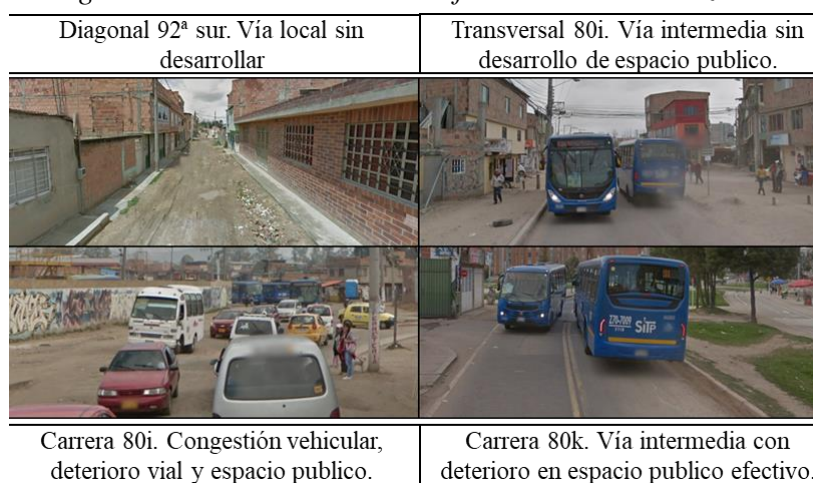 Diagonal 92ª sur. Vía local sin
desarrollar
Transversal 80i. Vía intermedia sin
desarrollo de espacio publico.
SiTP
Carrera 80i. Congestión vehicular,
deterioro vial y espacio publico.
Carrera 80k. Vía intermedia con
deterioro en espacio publico efectivo.